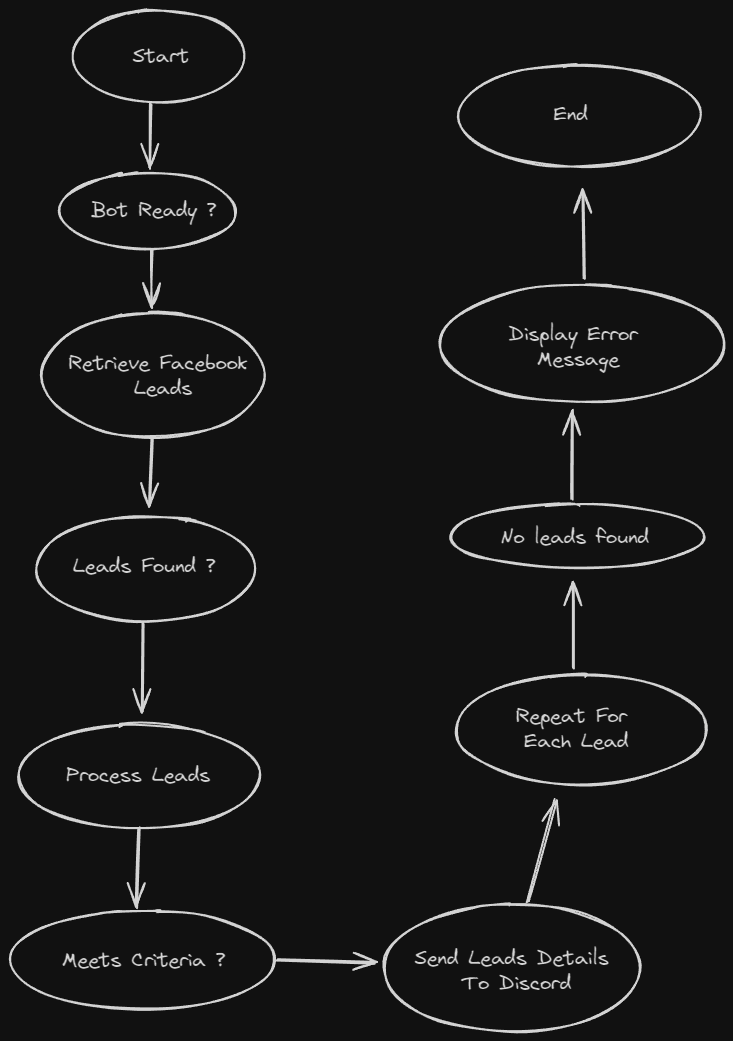 Start
Bot Ready ?
Retrieve Facebook
Leads
Leads Found ?
Process Leads
Meets Criteria ?
Send Leads Details
To Discord
Repeat For
Each Lead
No leads found
Display Error
Message
End